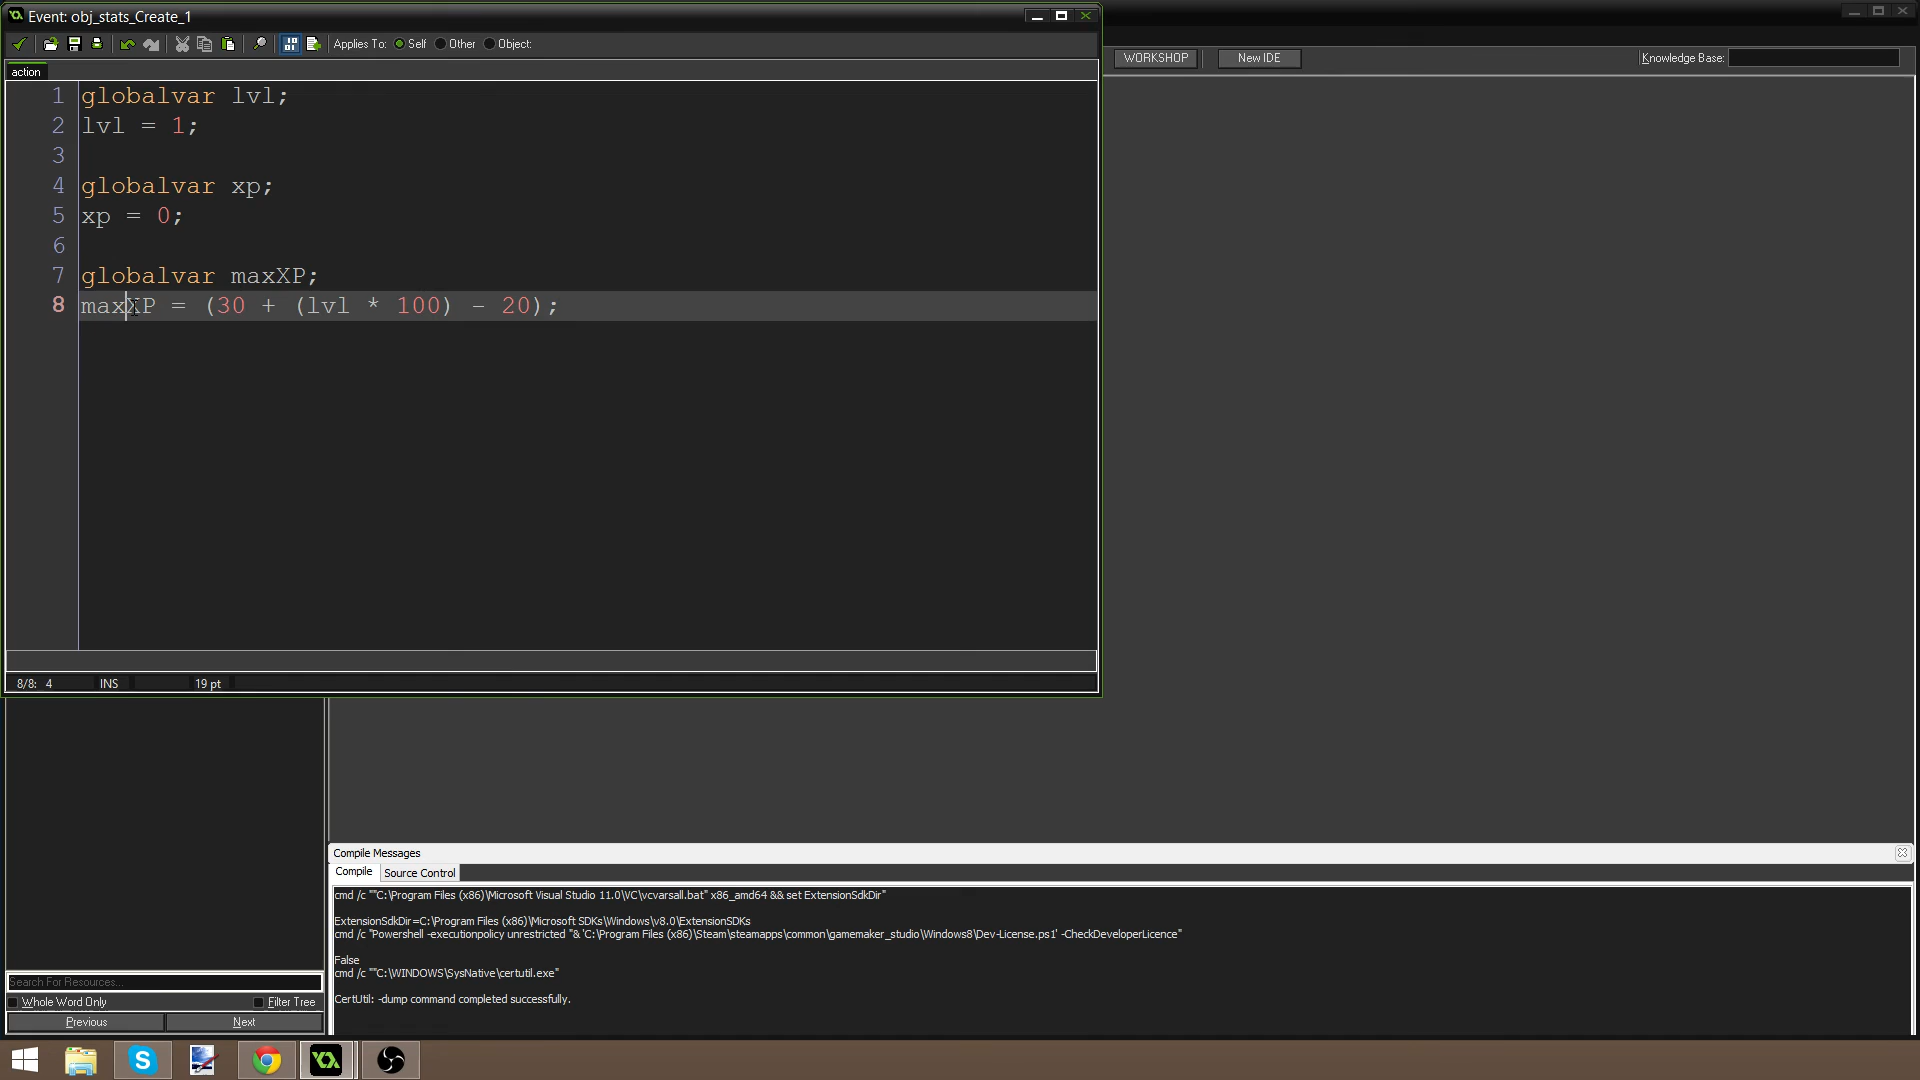 Event: obj_stats_Create_1
Applies To: Self Other Object:
WORKSHOP New IDE Knowledge Base:
action
1 globalvar lvl;
2 lvl = 1;
3
4 globalvar xp;
5 xp = 0;
6
7 globalvar maxXP;
8 maxXP = (30 + (lvl * 100) - 20);
8/8: 4 INS 19 pt
Compile Messages
Compile Source Control
cmd /c ""C:\Program Files (x86)\Microsoft Visual Studio 11.0\VC\vcvarsall.bat" x86_amd64 && set ExtensionSdkDir"
ExtensionSdkDir=C:\Program Files (x86)\Microsoft SDKs\Windows\v8.0\ExtensionSDKs
cmd /c "Powershell -executionpolicy unrestricted "& 'C:\Program Files (x86)\Steam\steamapps\common\gamemaker_studio\Windows8\Dev-License.ps1' -CheckDeveloperLicence"
False
cmd /c ""C:\WINDOWS\SysNative\certutil.exe"
CertUtil: -dump command completed successfully.
Search For Resources...
Whole Word Only Filter Tree
Previous Next